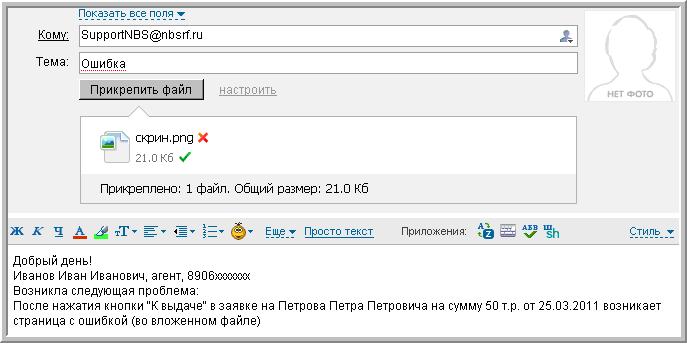 Показать все поля
Кому: SupportNBS@nbsrf.ru
Тема: Ошибка
НЕТ ФОТО
Прикрепить файл настроить
скрин.png
21.0 Кб
Прикреплено: 1 файл. Общий размер: 21.0 Кб
Ж К Ч А тТ Еще Просто текст Приложения: А Z АБВ Ш Sh Стиль
Добрый день!
Иванов Иван Иванович, агент, 8906xxxxxxx
Возникла следующая проблема:
После нажатия кнопки "К выдаче" в заявке на Петрова Петра Петровича на сумму 50 т.р. от 25.03.2011 возникает
страница с ошибкой (во вложенном файле)